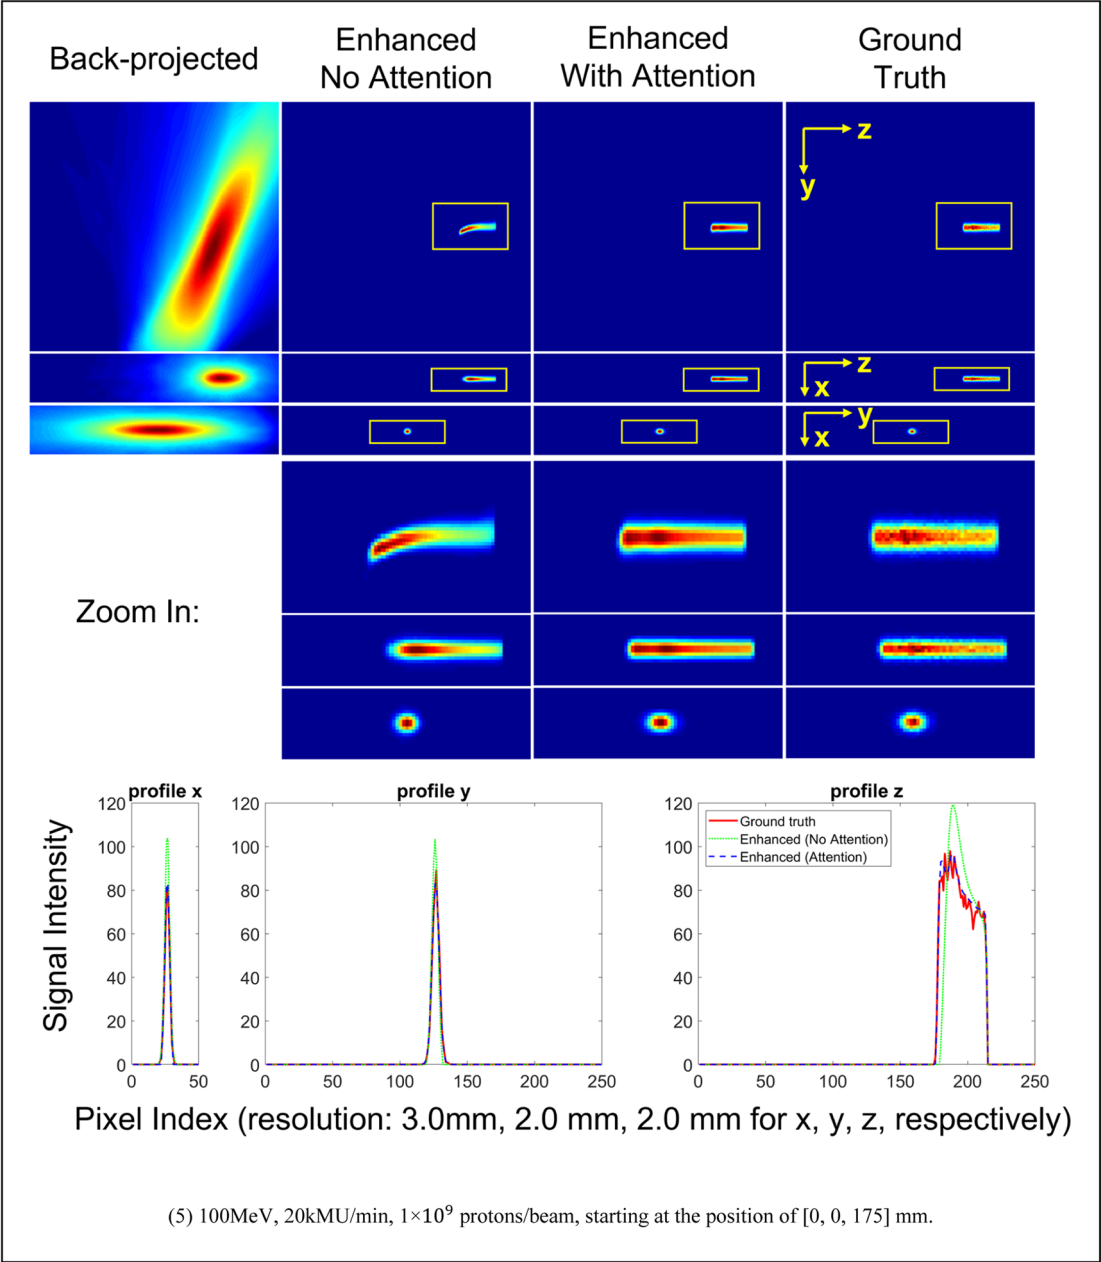 Back-projected
Enhanced
No Attention
Enhanced
With Attention
Ground
Truth
z
y
z
x
y
x
Zoom In:
profile x
profile y
profile z
Signal Intensity
120
100
80
60
40
20
0
0 50
120
100
80
60
40
20
0
0 50 100 150 200 250
120
100
80
60
40
20
0
0 50 100 150 200 250
Ground truth
Enhanced (No Attention)
Enhanced (Attention)
Pixel Index (resolution: 3.0mm, 2.0 mm, 2.0 mm for x, y, z, respectively)
(5) 100MeV, 20kMU/min, 1×10⁹ protons/beam, starting at the position of [0, 0, 175] mm.